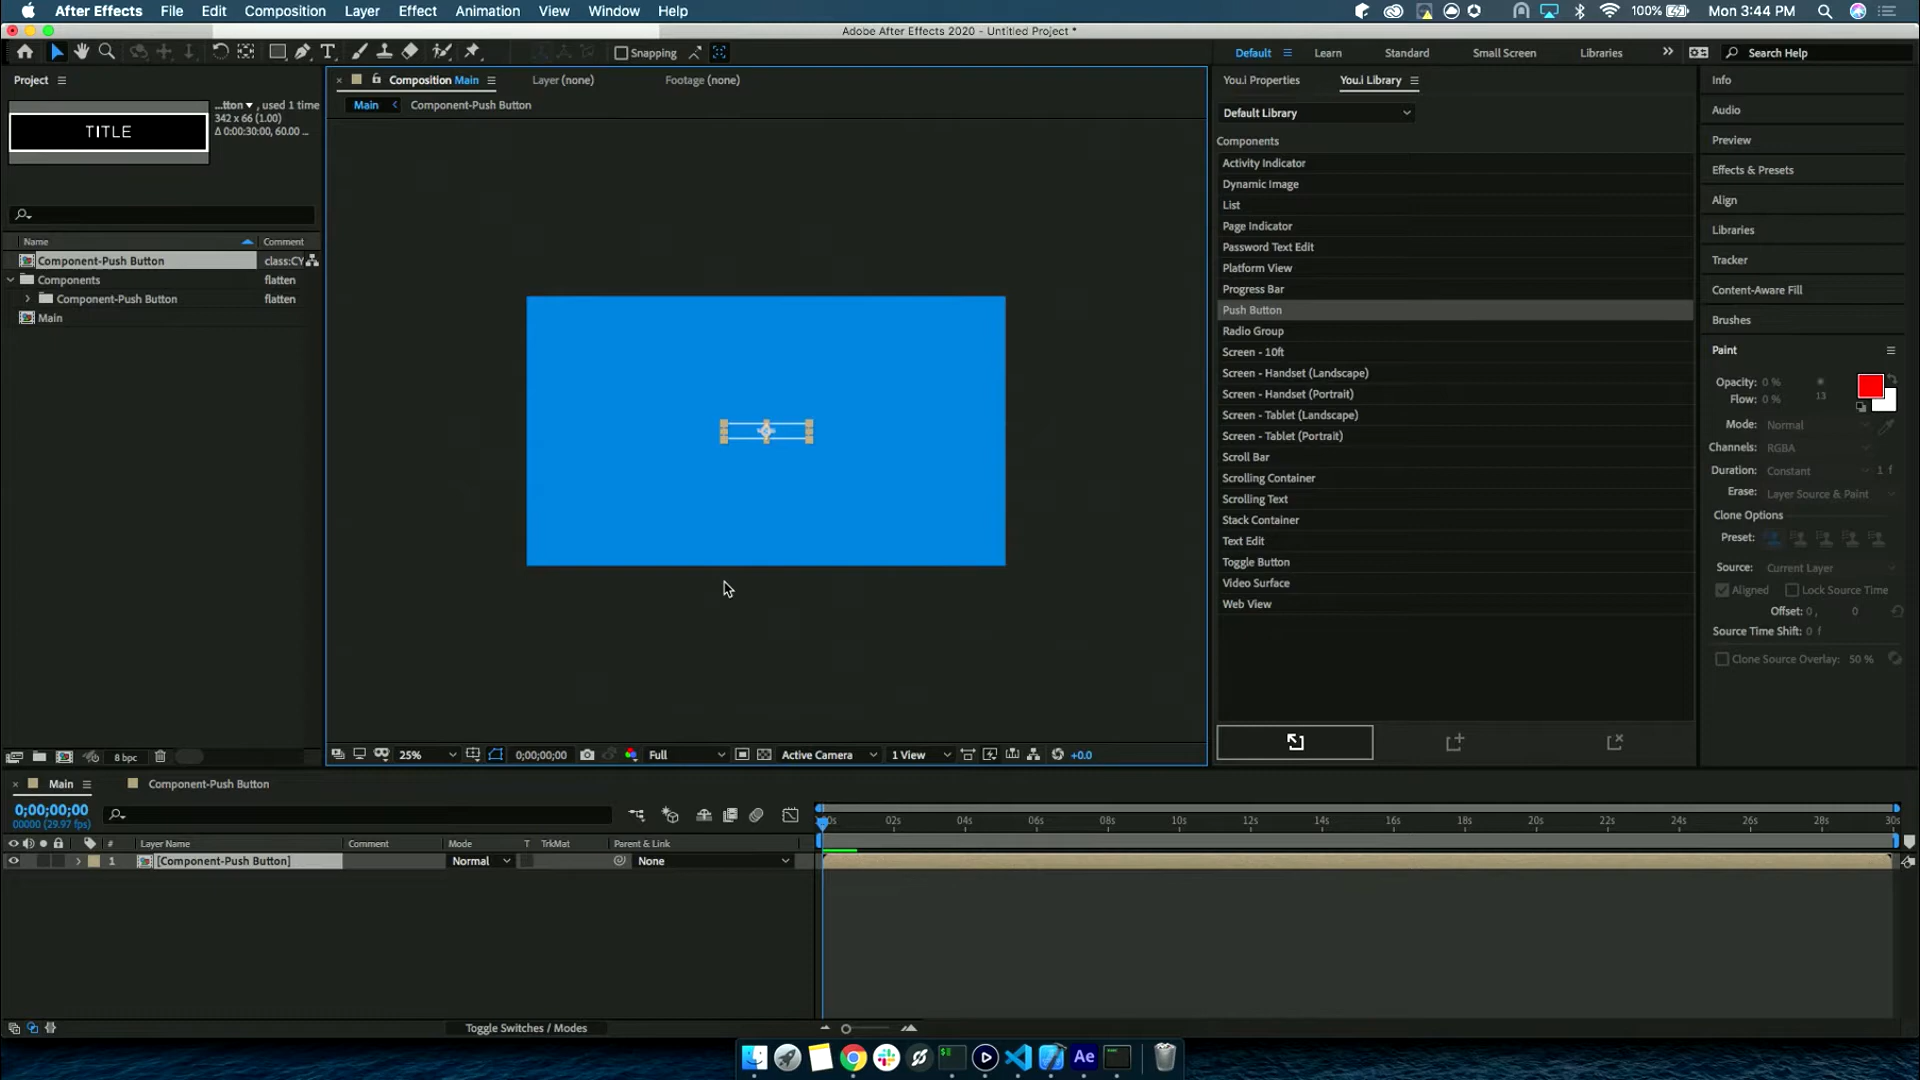 After Effects File Edit Composition Layer Effect Animation View Window Help 100% Mon 3:44 PM
Adobe After Effects 2020 - Untitled Project *
Snapping Default Learn Standard Small Screen Libraries Search Help
Project
...tton , used 1 time
342 x 66 (1.00)
Δ 0:00:30:00, 60.00 ...
TITLE
Name Comment
Component-Push Button class:CY
Components flatten
Component-Push Button flatten
Main
8 bpc
Composition Main Layer (none) Footage (none)
Main Component-Push Button
25% 0;00;00;00 Full Active Camera 1 View +0.0
You.i Properties You.i Library
Default Library
Components
Activity Indicator
Dynamic Image
List
Page Indicator
Password Text Edit
Platform View
Progress Bar
Push Button
Radio Group
Screen - 10ft
Screen - Handset (Landscape)
Screen - Handset (Portrait)
Screen - Tablet (Landscape)
Screen - Tablet (Portrait)
Scroll Bar
Scrolling Container
Scrolling Text
Stack Container
Text Edit
Toggle Button
Video Surface
Web View
Info
Audio
Preview
Effects & Presets
Align
Libraries
Tracker
Content-Aware Fill
Brushes
Paint
Opacity: 0 %
Flow: 0 % 13
Mode: Normal
Channels: RGBA
Duration: Constant 1 f
Erase: Layer Source & Paint
Clone Options
Preset:
Source: Current Layer
Aligned Lock Source Time
Offset: 0 , 0
Source Time Shift: 0 f
Clone Source Overlay: 50 %
Main Component-Push Button
0;00;00;00
00000 (29.97 fps)
# Layer Name Comment Mode T TrkMat Parent & Link
1 [Component-Push Button] Normal None
02s 04s 06s 08s 10s 12s 14s 16s 18s 20s 22s 24s 26s 28s 30s
Toggle Switches / Modes
Ae